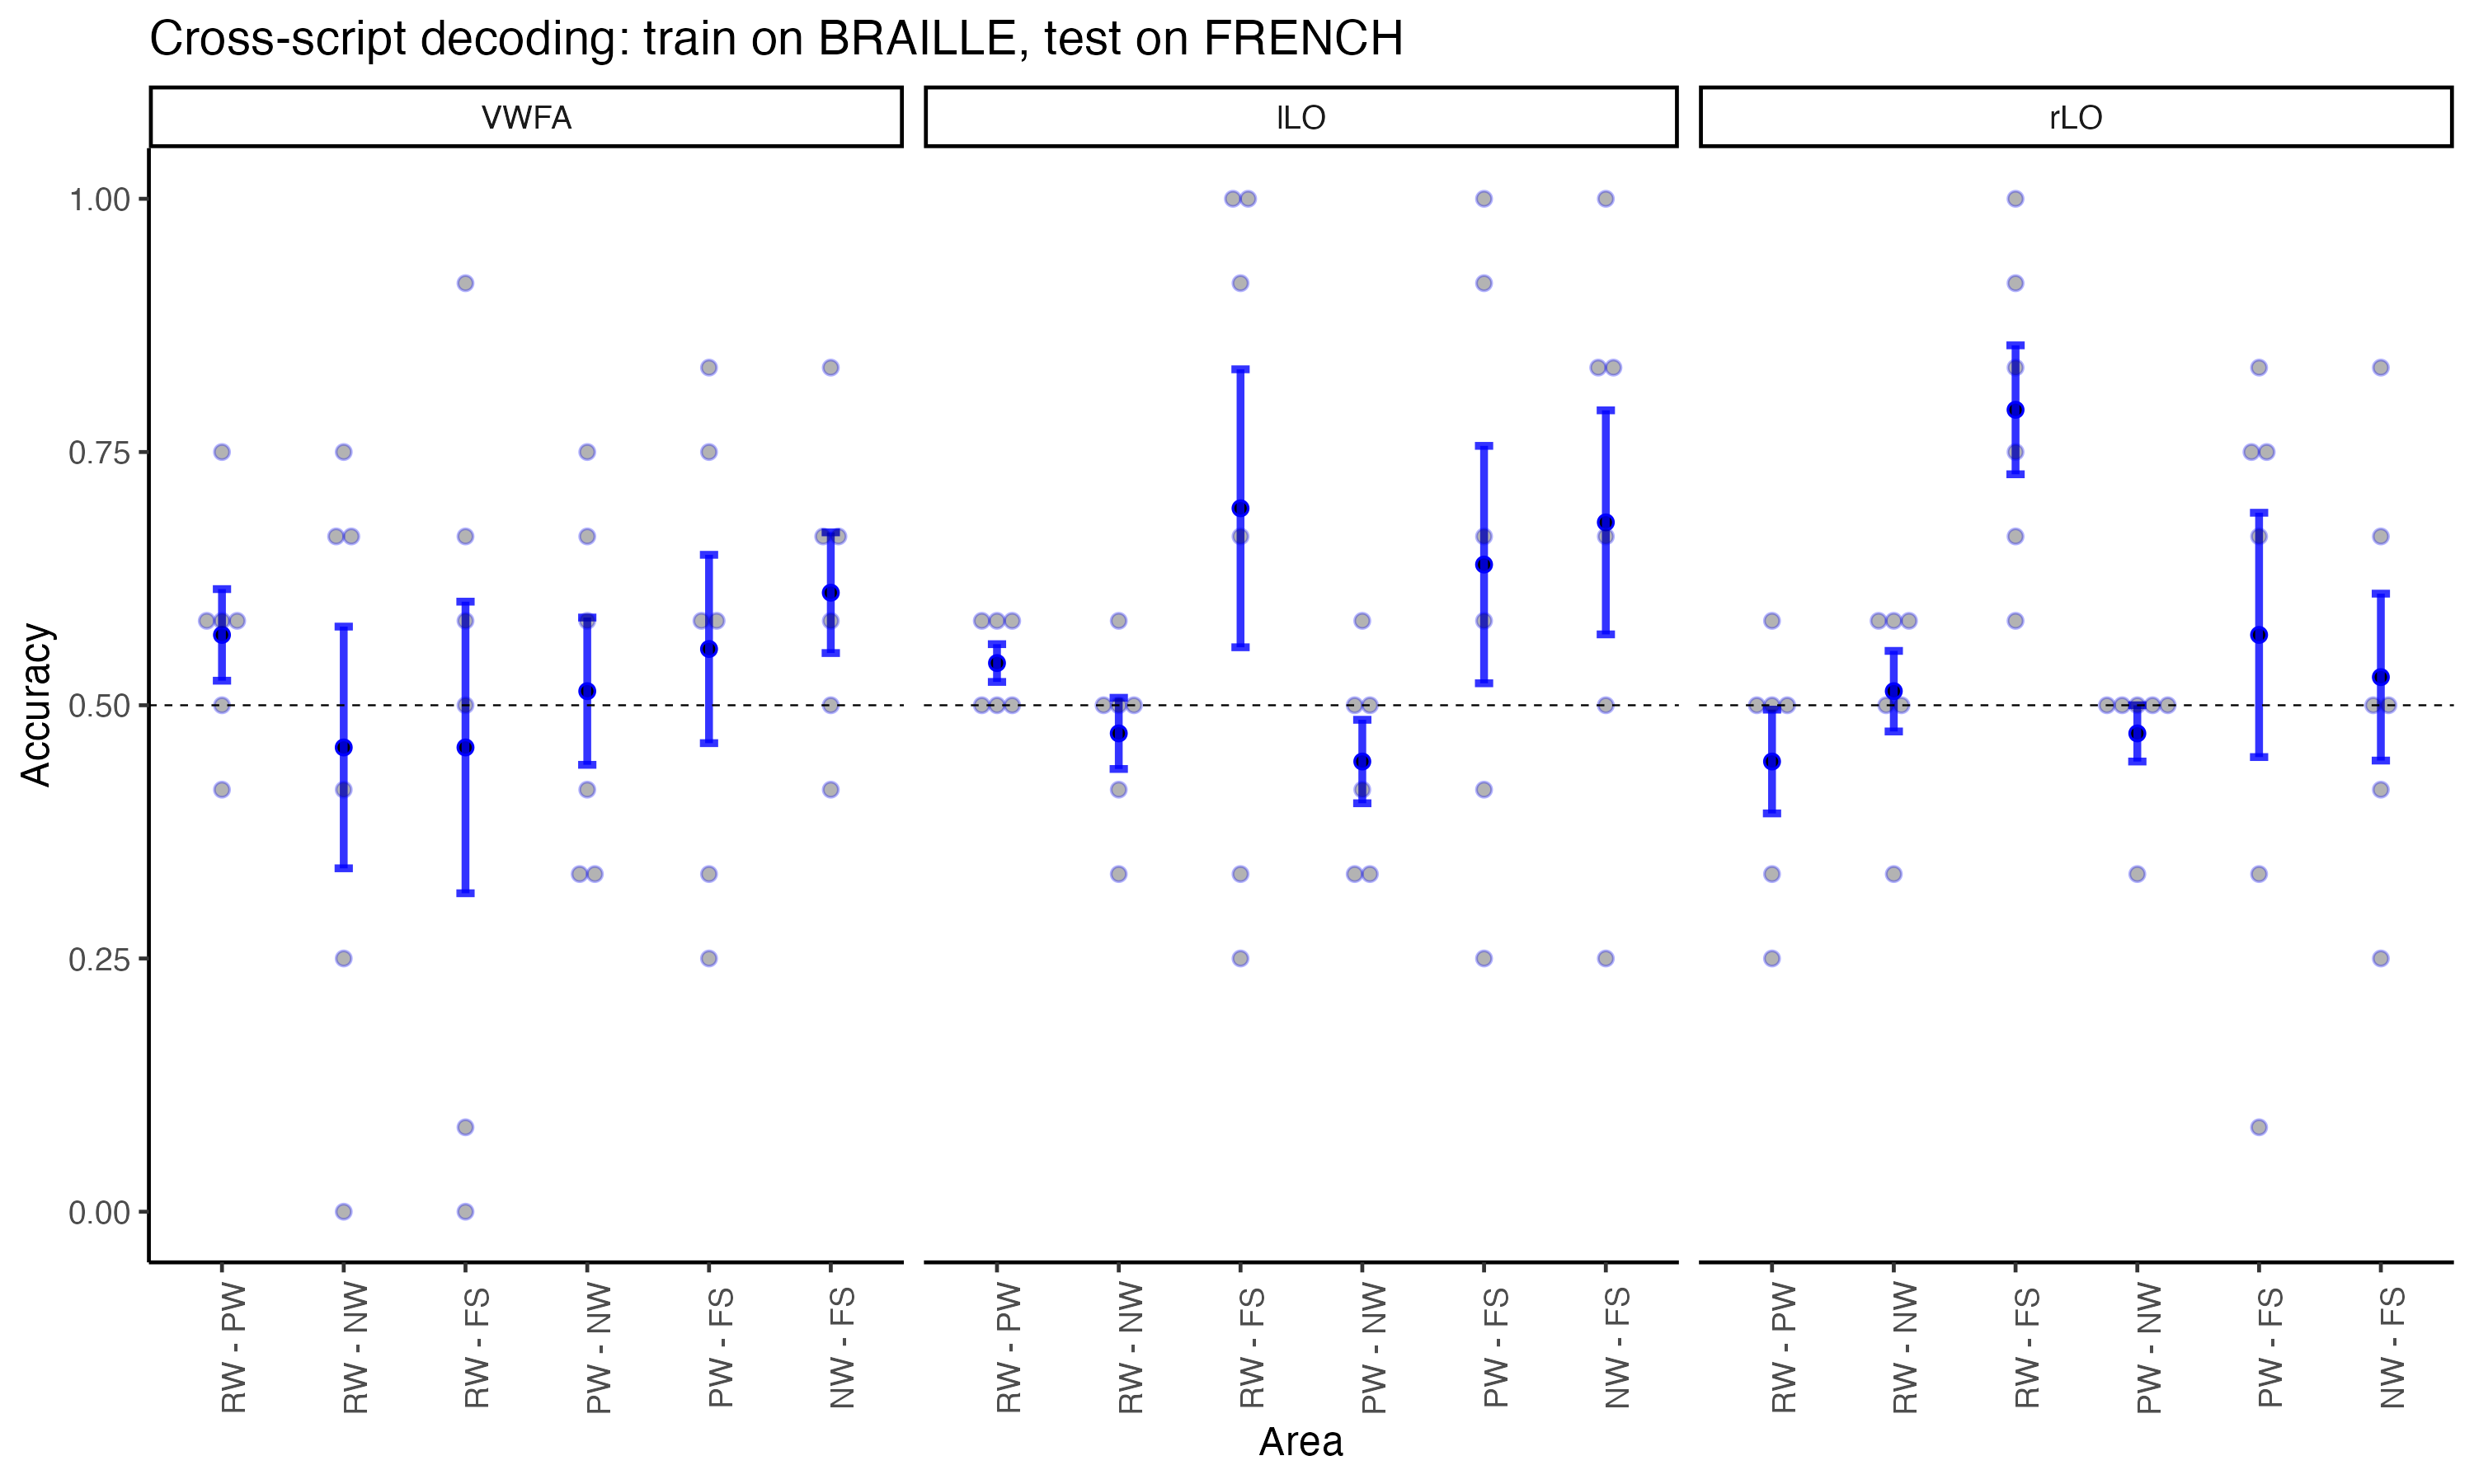 Cross-script decoding: train on BRAILLE, test on FRENCH
VWFA
lLO
rLO
1.00
0.75
0.50
0.25
0.00
Accuracy
RW - PW
RW - NW
RW - FS
PW - NW
PW - FS
NW - FS
RW - PW
RW - NW
RW - FS
PW - NW
PW - FS
NW - FS
RW - PW
RW - NW
RW - FS
PW - NW
PW - FS
NW - FS
Area